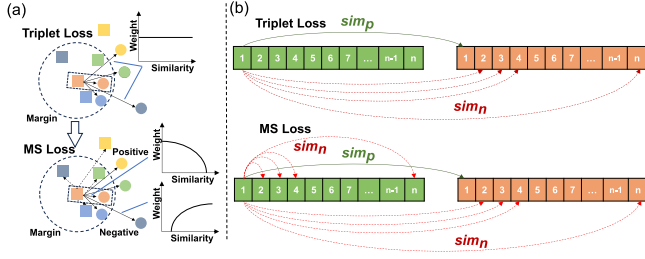 (a)
Triplet Loss
Weight
Similarity
Margin
MS Loss
Positive
Weight
Similarity
Weight
Similarity
Margin
Negative
(b)
Triplet Loss
sim_p
1 2 3 4 5 6 7 ... n-1 n
1 2 3 4 5 6 7 ... n-1 n
sim_n
MS Loss
sim_n
sim_p
1 2 3 4 5 6 7 ... n-1 n
1 2 3 4 5 6 7 ... n-1 n
sim_n